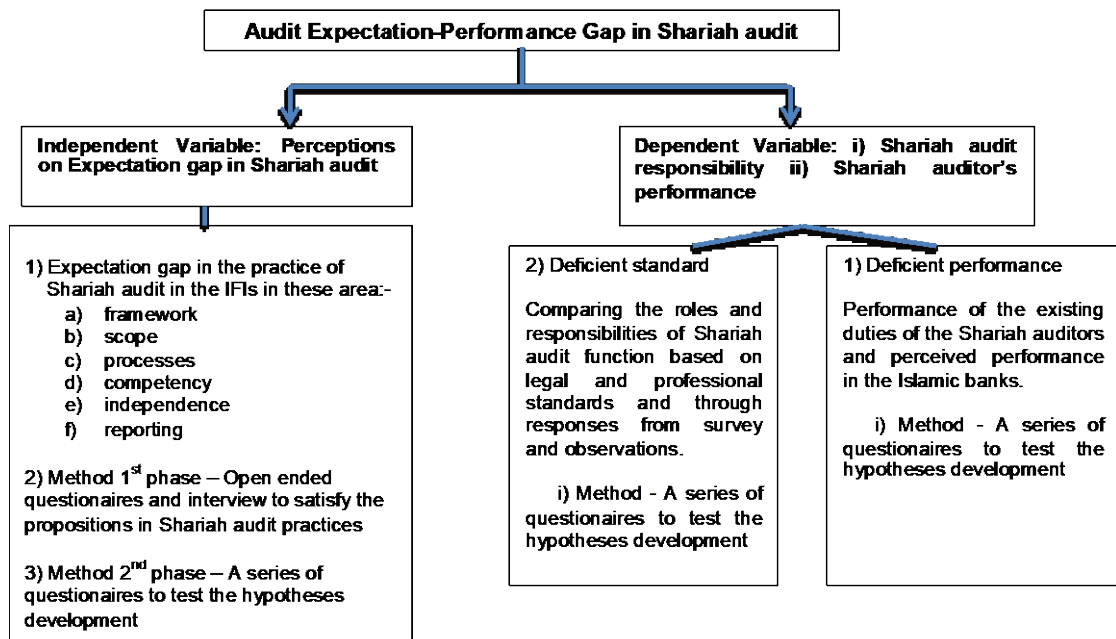 Audit Expectation-Performance Gap in Shariah audit
Independent Variable: Perceptions
on Expectation gap in Shariah audit
Dependent Variable: i) Shariah audit
responsibility ii) Shariah auditor's
performance
1) Expectation gap in the practice of
Shariah audit in the IFIs in these area:-
a) framework
b) scope
c) processes
d) competency
e) independence
f) reporting
2) Method 1st phase – Open ended
questionaires and interview to satisfy the
propositions in Shariah audit practices
3) Method 2nd phase – A series of
questionaires to test the hypotheses
development
2) Deficient standard
Comparing the roles and
responsibilities of Shariah
audit function based on
legal and professional
standards and through
responses from survey
and observations.
i) Method - A series of
questionaires to test the
hypotheses development
1) Deficient performance
Performance of the existing
duties of the Shariah auditors
and perceived performance
in the Islamic banks.
i) Method - A series of
questionaires to test the
hypotheses development